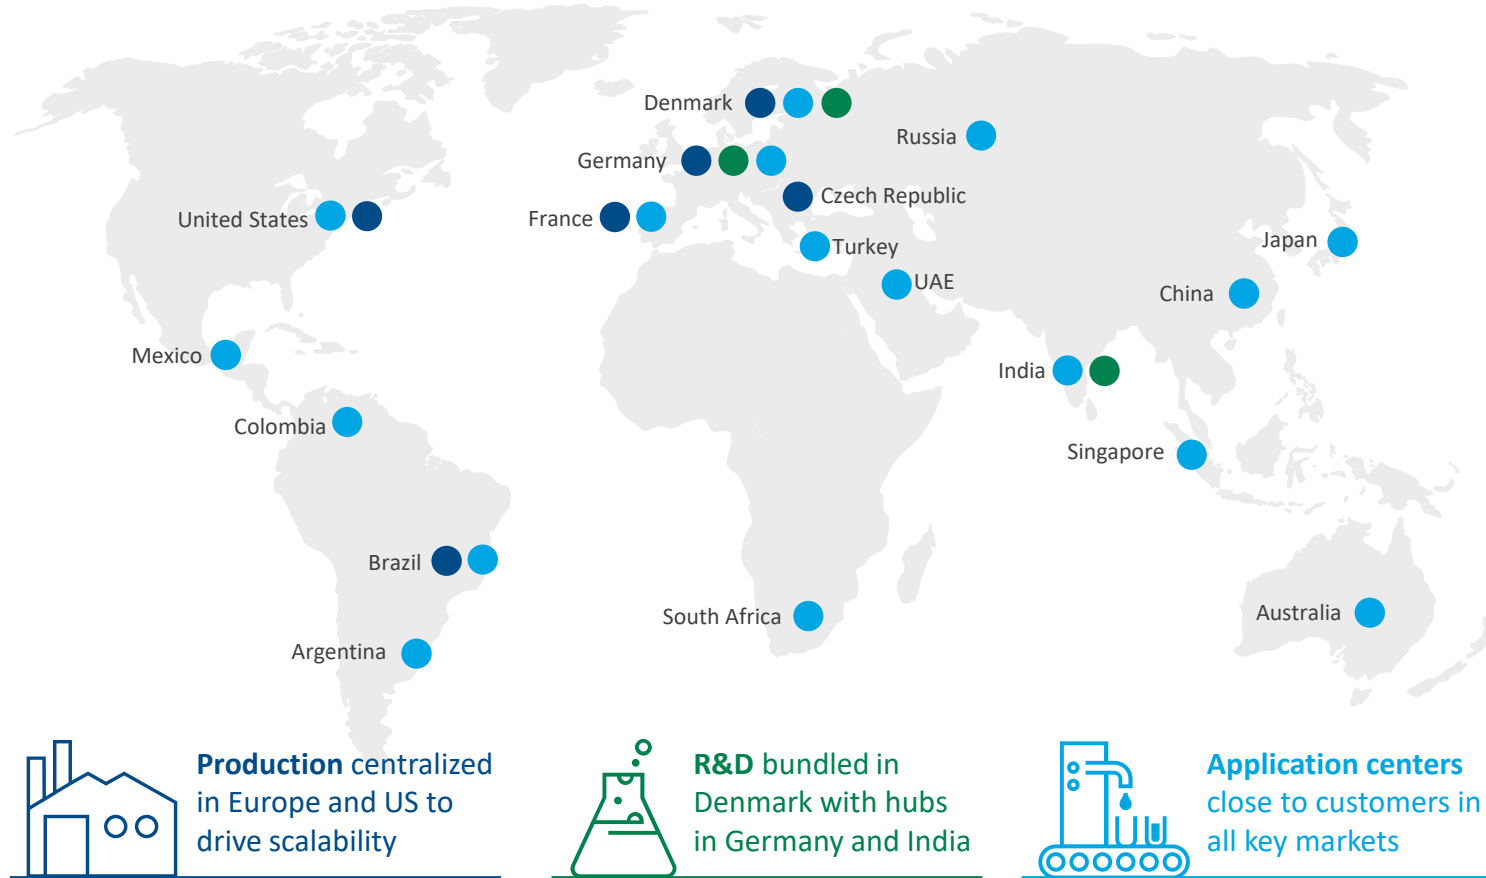 Denmark
Russia
Germany
Czech Republic
United States
France
Turkey
Japan
UAE
China
Mexico
India
Colombia
Singapore
Brazil
South Africa
Australia
Argentina
Production centralized
in Europe and US to
drive scalability
R&D bundled in
Denmark with hubs
in Germany and India
Application centers
close to customers in
all key markets